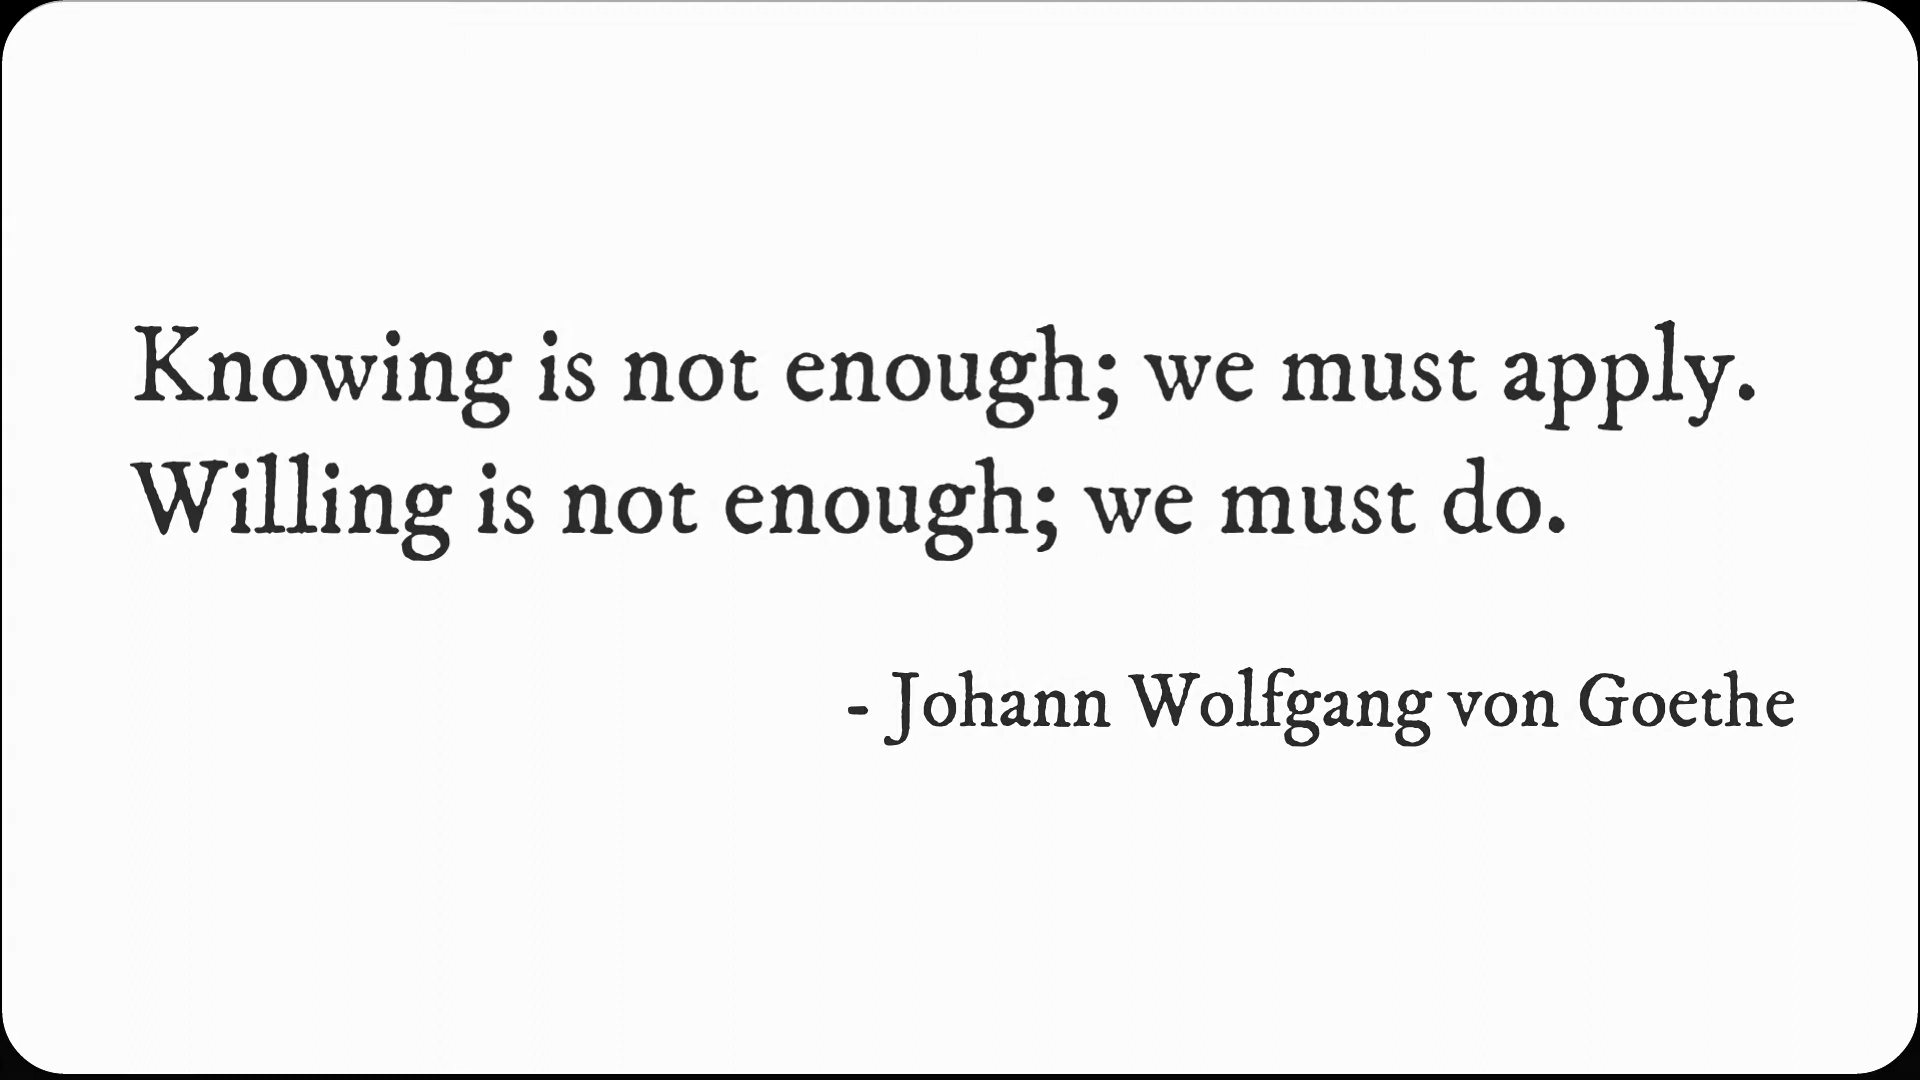 Knowing is not enough; we must apply.
Willing is not enough; we must do.
- Johann Wolfgang von Goethe